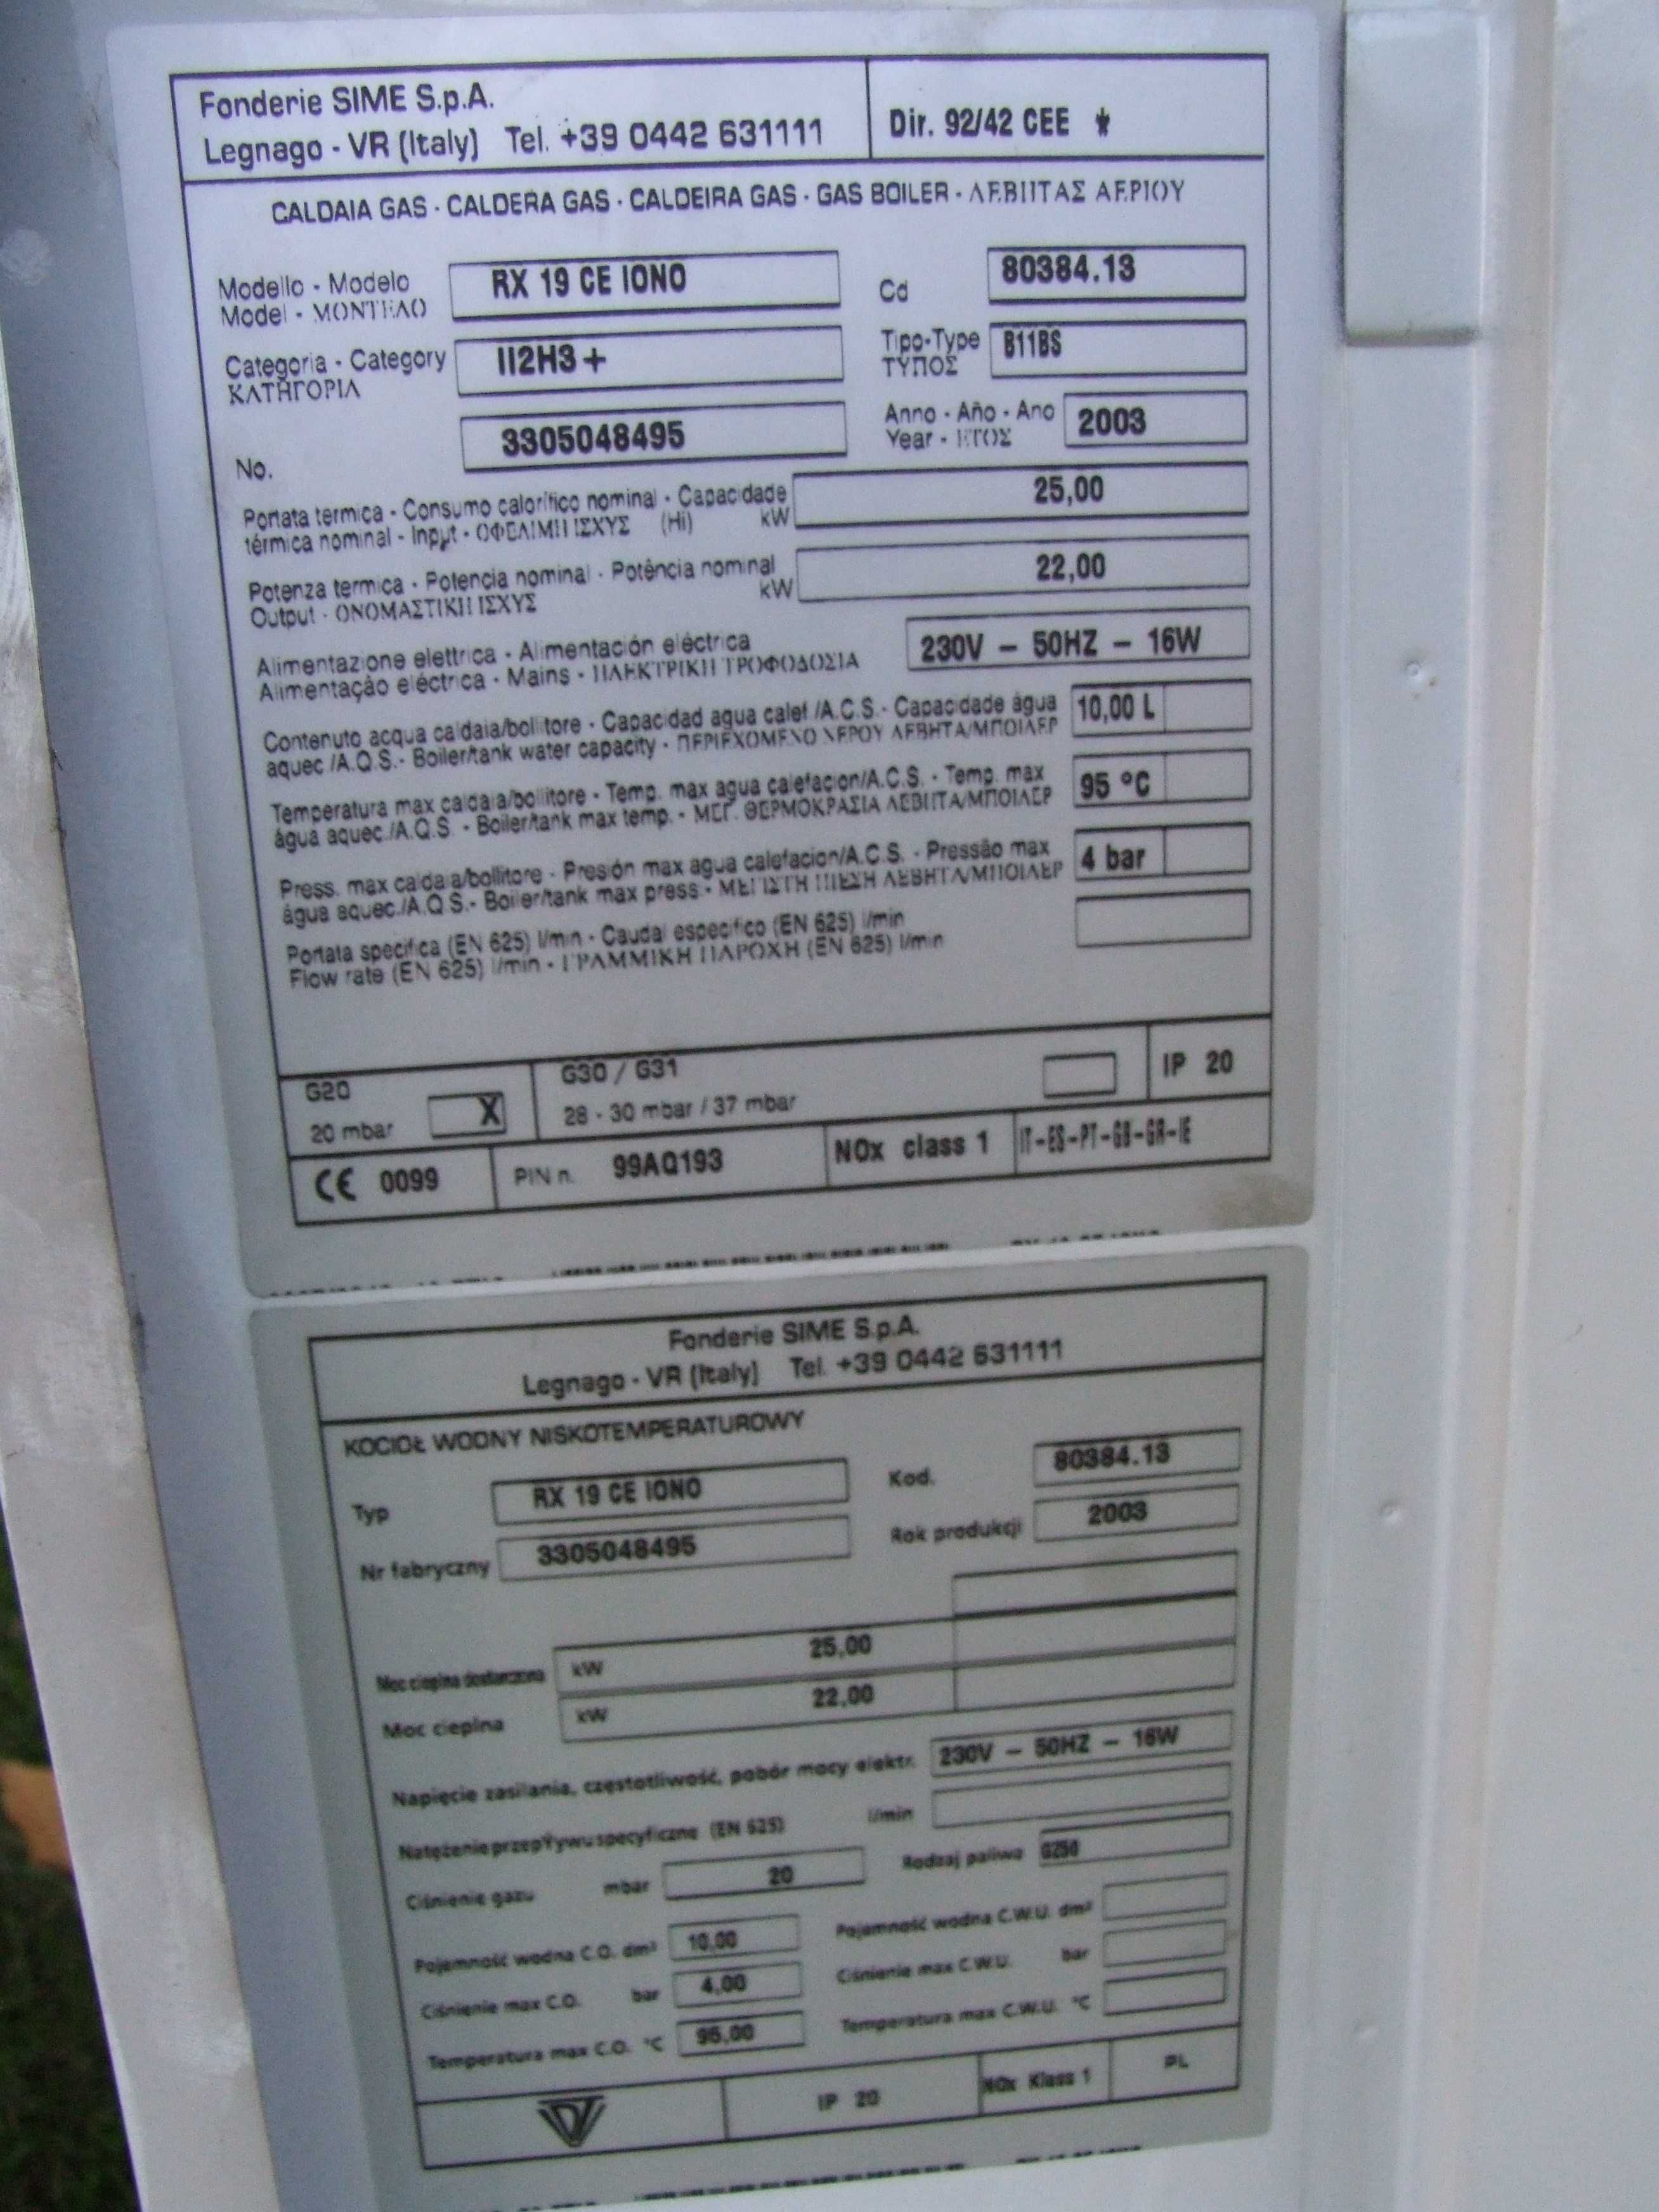 Fonderie SIME S.p.A.
Legnago - VR (Italy) Tel. +39 0442 631111
Dir. 92/42 CEE
CALDAIA GAS - CALDERA GAS - CALDEIRA GAS - GAS BOILER - ΛΕΒΗΤΑΣ ΑΕΡΙΟΥ
Modello - Modelo
Model - ΜΟΝΤΕΛΟ
RX 19 CE IONO
Cd
80384.13
Categoria - Category
ΚΑΤΗΓΟΡΙΑ
II2H3+
Tipo-Type
ΤΥΠΟΣ
B11BS
No.
3305048495
Anno - Año - Ano
Year - ΕΤΟΣ
2003
Portata termica - Consumo calorífico nominal - Capacidade
térmica nominal - Input - ΩΦΕΛΙΜΗ ΙΣΧΥΣ (Hi) kW
25,00
Potenza termica - Potencia nominal - Potência nominal
Output - ΟΝΟΜΑΣΤΙΚΗ ΙΣΧΥΣ kW
22,00
Alimentazione elettrica - Alimentación eléctrica
Alimentação eléctrica - Mains - ΗΛΕΚΤΡΙΚΗ ΤΡΟΦΟΔΟΣΙΑ
230V – 50HZ – 16W
Contenuto acqua caldaia/bollitore - Capacidad agua calef /A.C.S.- Capacidade água
aquec /A.Q.S.- Boiler/tank water capacity - ΠΕΡΙΕΧΟΜΕΝΟ ΝΕΡΟΥ ΛΕΒΗΤΑ/ΜΠΟΙΛΕΡ
10,00 L
Temperatura max caldaia/bollitore - Temp. max agua calefacion/A.C.S. - Temp. max
água aquec./A.Q.S. - Boiler/tank max temp. - ΜΕΓ. ΘΕΡΜΟΚΡΑΣΙΑ ΛΕΒΗΤΑ/ΜΠΟΙΛΕΡ
95 °C
Press. max caldaia/bollitore - Presión max agua calefacion/A.C.S. - Pressão max
água aquec./A.Q S.- Boiler/tank max press - ΜΕΓΙΣΤΗ ΠΙΕΣΗ ΛΕΒΗΤΑ/ΜΠΟΙΛΕΡ
4 bar
Portata specifica (EN 625) l/min - Caudal especifico (EN 625) l/min
Flow rate (EN 625) l/min - ΓΡΑΜΜΙΚΗ ΠΑΡΟΧΗ (EN 625) l/min
G20
20 mbar
X
G30 / G31
28 - 30 mbar / 37 mbar
IP 20
CE 0099
PIN n. 99AQ193
NOx class 1
IT-ES-PT-GB-GR-IE
Fonderie SIME S.p.A.
Legnago - VR (Italy) Tel. +39 0442 631111
KOCIOŁ WODNY NISKOTEMPERATUROWY
Typ
RX 19 CE IONO
Kod.
80384.13
Nr fabryczny
3305048495
Rok produkcji
2003
Moc cieplna dostarczona
kW 25,00
Moc cieplna
kW 22,00
Napięcie zasilania, częstotliwość, pobór mocy elektr.
230V – 50HZ – 16W
Natężenie przepŸywu specyficzne (EN 625) l/min
Ciśnienie gazu mbar
20
Rodzaj paliwa
GZ50
Pojemność wodna C.O. dm³
10,00
Pojemność wodna C.W.U. dm³
Ciśnienie max C.O. bar
4,00
Ciśnienie max C.W.U. bar
Temperatura max C.O. °C
95,00
Temperatura max C.W.U. °C
IP 20
NOx Klasa 1
PL